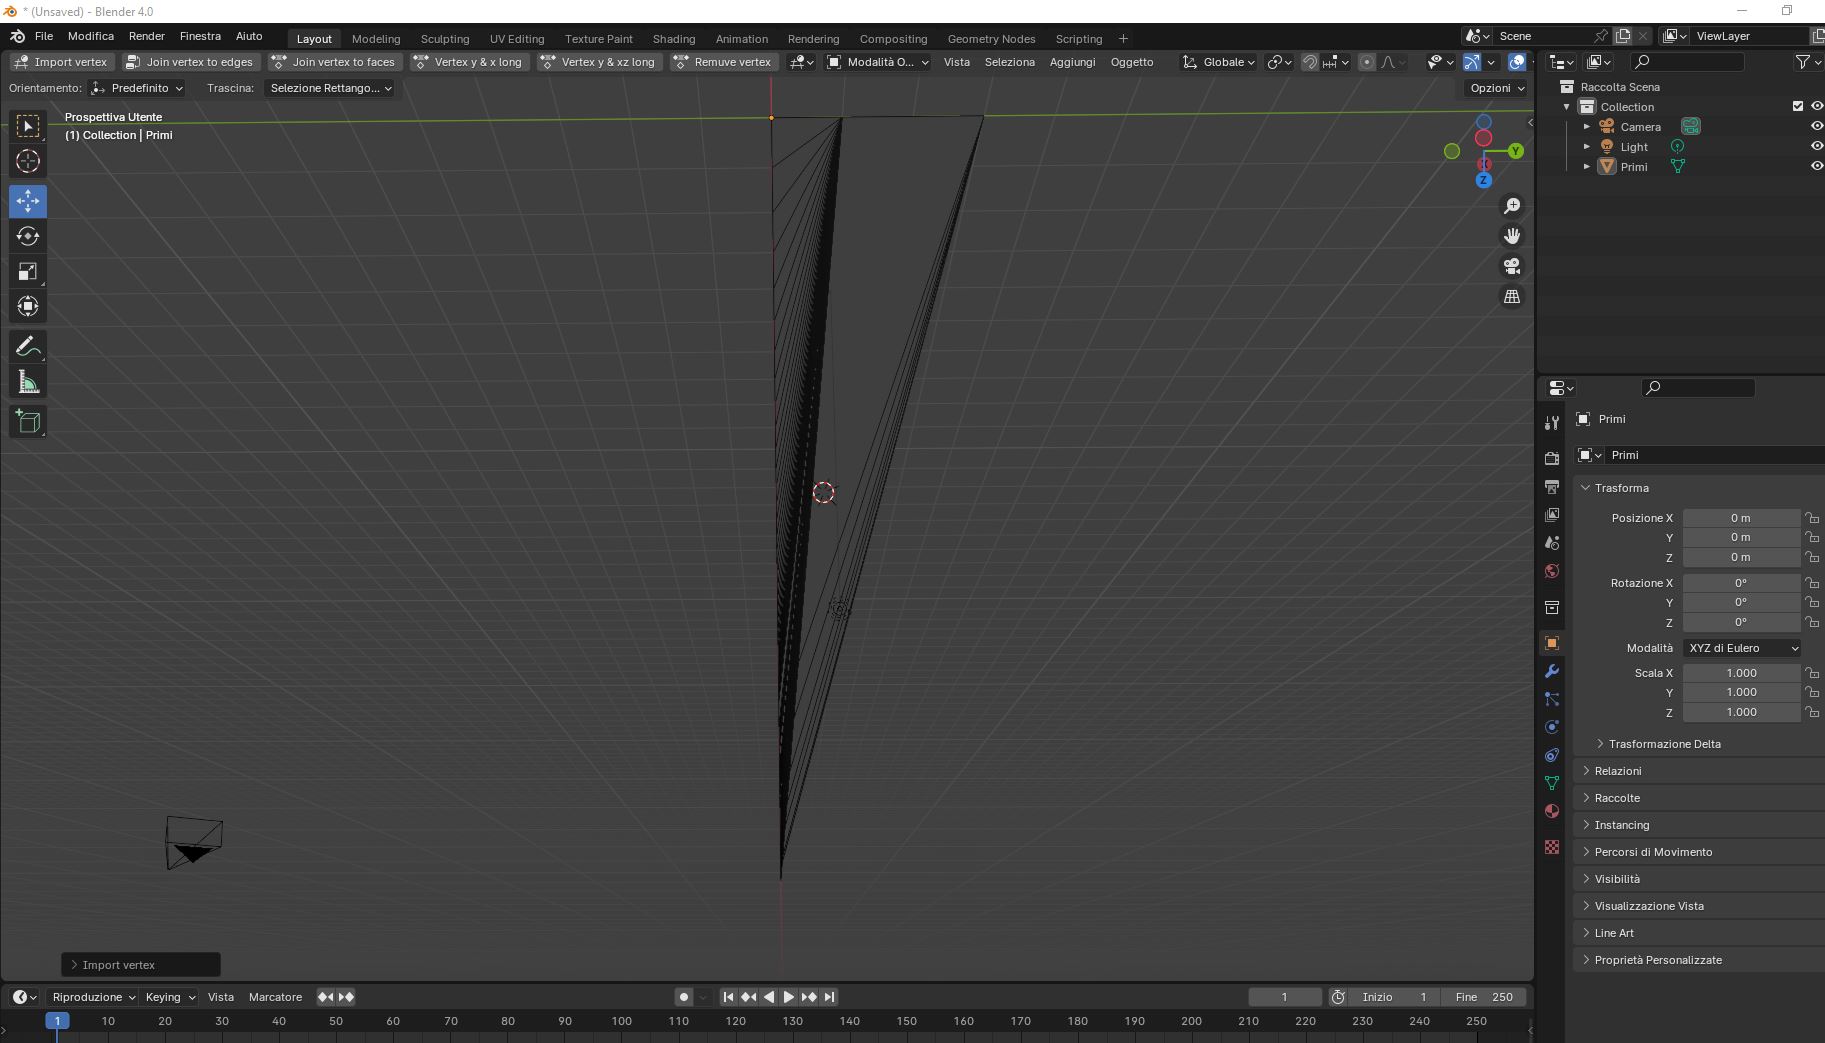 * (Unsaved) - Blender 4.0
File Modifica Render Finestra Aiuto Layout Modeling Sculpting UV Editing Texture Paint Shading Animation Rendering Compositing Geometry Nodes Scripting + Scene ViewLayer
Import vertex Join vertex to edges Join vertex to faces Vertex y & x long Vertex y & xz long Remuve vertex Modalità O... Vista Seleziona Aggiungi Oggetto Globale
Orientamento: Predefinito Trascina: Selezione Rettango... Opzioni
Prospettiva Utente
(1) Collection | Primi
Y
Z
Raccolta Scena
Collection
Camera
Light
Primi
Primi
Primi
Trasforma
Posizione X 0 m
Y 0 m
Z 0 m
Rotazione X 0°
Y 0°
Z 0°
Modalità XYZ di Eulero
Scala X 1.000
Y 1.000
Z 1.000
Trasformazione Delta
Relazioni
Raccolte
Instancing
Percorsi di Movimento
Visibilità
Visualizzazione Vista
Line Art
Proprietà Personalizzate
Import vertex
Riproduzione Keying Vista Marcatore 1 Inizio 1 Fine 250
1 10 20 30 40 50 60 70 80 90 100 110 120 130 140 150 160 170 180 190 200 210 220 230 240 250